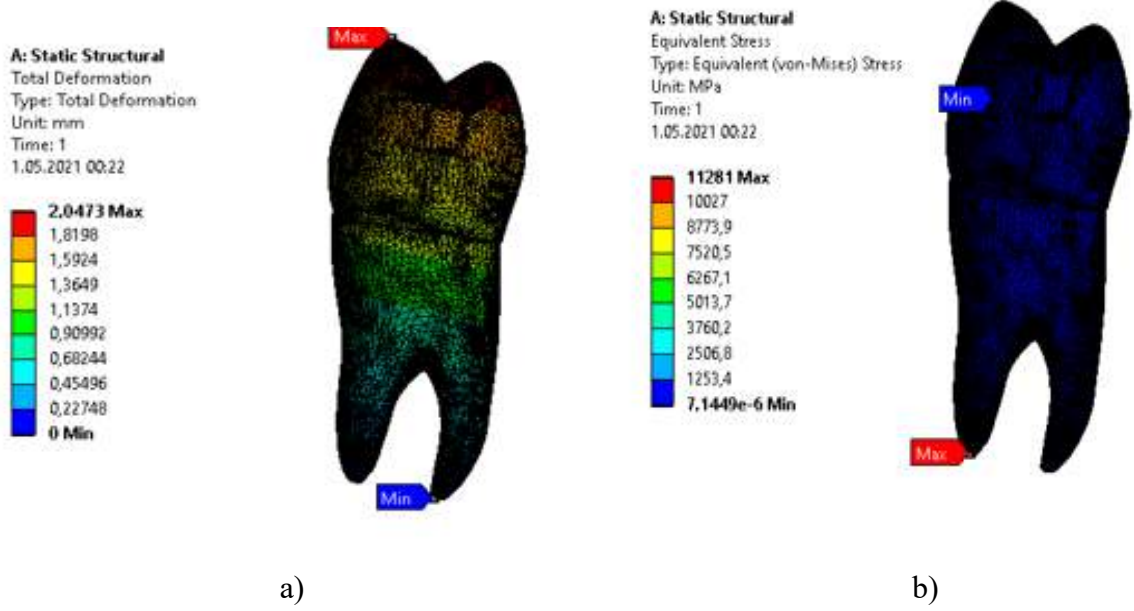 A: Static Structural
Total Deformation
Type: Total Deformation
Unit: mm
Time: 1
1.05.2021 00:22
2,0473 Max
1,8198
1,5924
1,3649
1,1374
0,90992
0,68244
0,45496
0,22748
0 Min
Max
Min
a)
A: Static Structural
Equivalent Stress
Type: Equivalent (von-Mises) Stress
Unit: MPa
Time: 1
1.05.2021 00:22
11281 Max
10027
8773,9
7520,5
6267,1
5013,7
3760,2
2506,8
1253,4
7,1449e-6 Min
Min
Max
b)